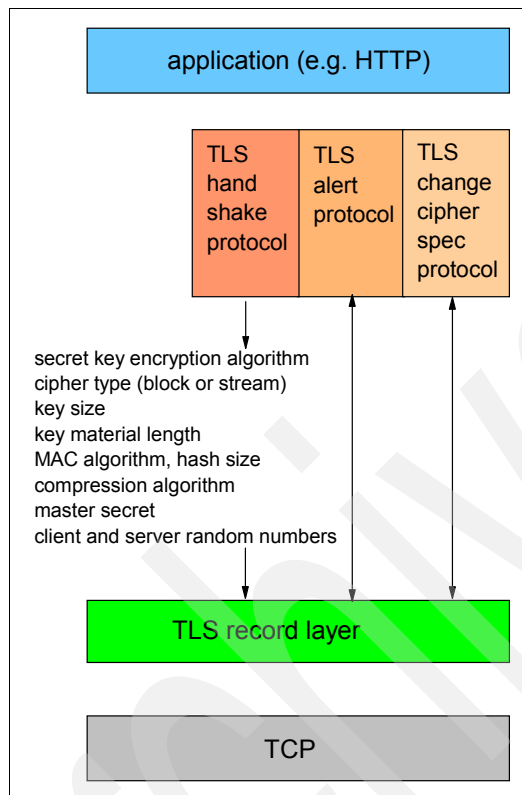 application (e.g. HTTP)
TLS
hand
shake
protocol
TLS
alert
protocol
TLS
change
cipher
spec
protocol
secret key encryption algorithm
cipher type (block or stream)
key size
key material length
MAC algorithm, hash size
compression algorithm
master secret
client and server random numbers
TLS record layer
TCP